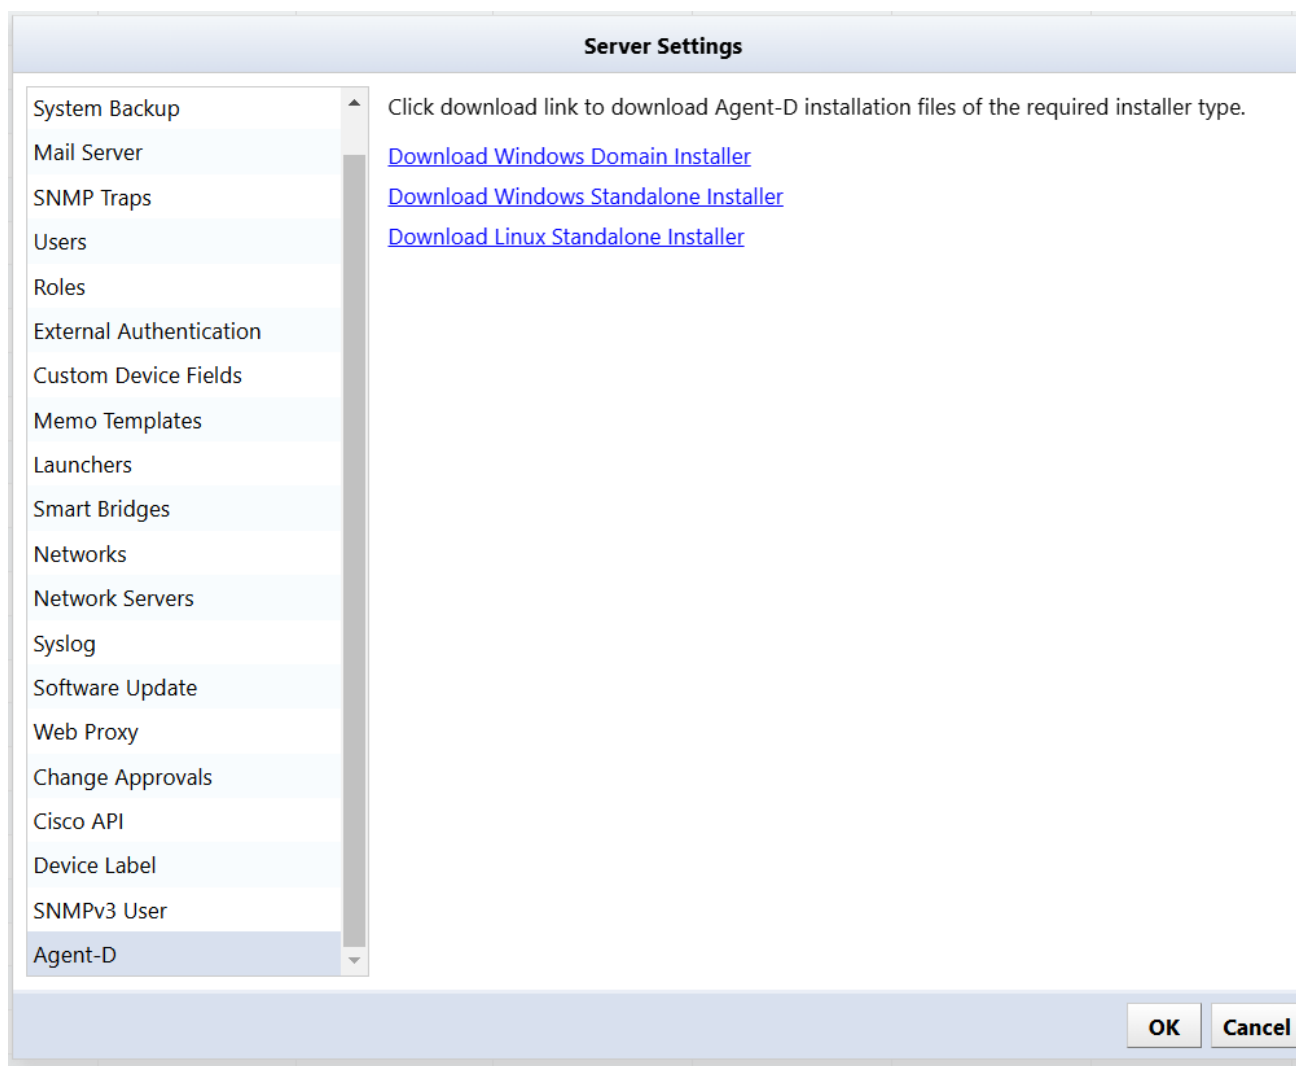 Server Settings
System Backup
Mail Server
SNMP Traps
Users
Roles
External Authentication
Custom Device Fields
Memo Templates
Launchers
Smart Bridges
Networks
Network Servers
Syslog
Software Update
Web Proxy
Change Approvals
Cisco API
Device Label
SNMPv3 User
Agent-D
Click download link to download Agent-D installation files of the required installer type.
Download Windows Domain Installer
Download Windows Standalone Installer
Download Linux Standalone Installer
OK
Cancel